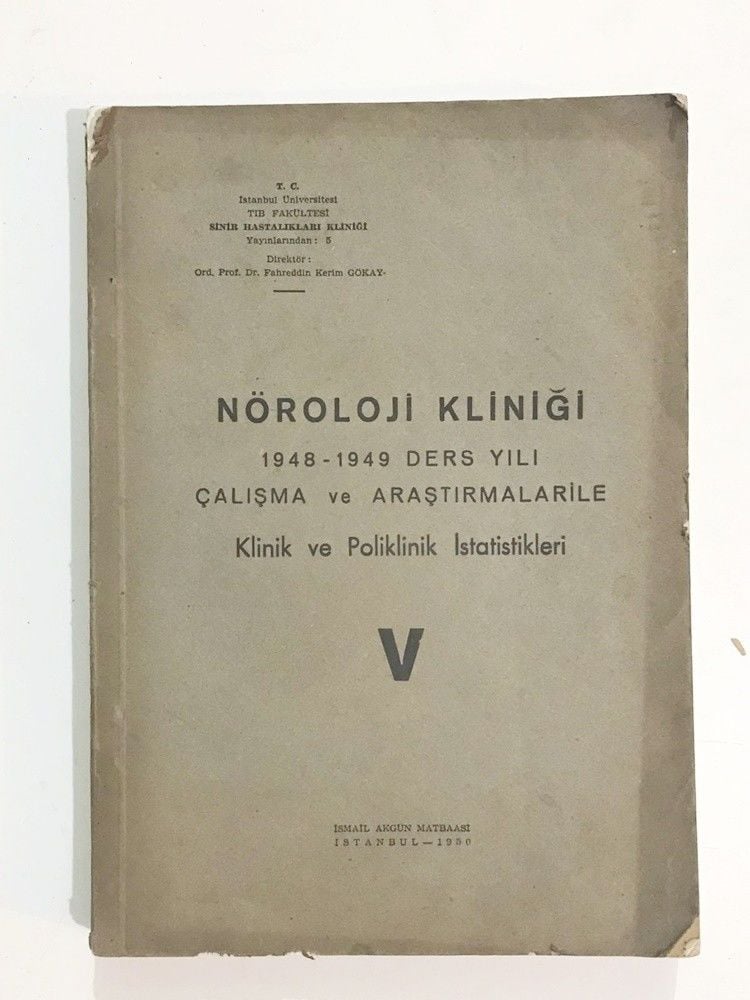 T. C.
İstanbul Üniversitesi
TIB FAKÜLTESİ
SİNİR HASTALIKLARI KLİNİĞİ
Yayınlarından : 5
Direktör :
Ord. Prof. Dr. Fahreddin Kerim GÖKAY
NÖROLOJİ KLİNİĞİ
1948 - 1949 DERS YILI
ÇALIŞMA ve ARAŞTIRMALARİLE
Klinik ve Poliklinik İstatistikleri
V
İSMAİL AKGÜN MATBAASI
İSTANBUL — 1950